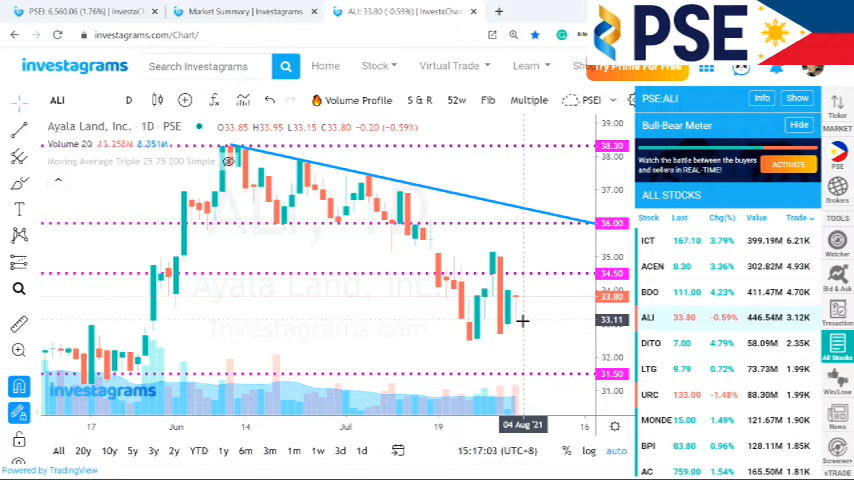 PSEi: 6,560.06 (1.76%) | InvestaCl
Market Summary | Investagrams
ALI: 33.80 (-0.59%) | InvestaChart
investagrams.com/Chart/
PSE
investagrams
Search Investagrams
Home
Stock
Virtual Trade
Learn
Try Prime For Free
ALI
D
Volume Profile
S & R
52w
Fib
Multiple
PSEI
Ayala Land, Inc. · 1D · PSE
O33.85 H33.95 L33.15 C33.80 -0.20 (-0.59%)
Volume 20
Moving Average Triple 25 75 200 Simple
ALI, 1D
Ayala Land, Inc.
Investagrams.com
investagrams
39.00
38.30
38.00
37.00
36.00
35.00
34.50
34.00
33.80
33.11
32.00
31.50
31.00
17
Jun
14
Jul
19
04 Aug '21
16
All
20y
10y
5y
3y
2y
YTD
1y
6m
3m
1m
1w
3d
1d
15:17:03 (UTC+8)
%
log
auto
Powered by TradingView
PSE:ALI
Info
Show
Bull-Bear Meter
Hide
Watch the battle between the buyers
and sellers in REAL-TIME!
ACTIVATE
ALL STOCKS
Stock Last Chg(%) Value Trade
ICT 167.10 3.79% 399.19M 6.21K
ACEN 8.30 3.36% 302.82M 4.93K
BDO 111.00 4.23% 411.47M 4.70K
ALI 33.80 -0.59% 446.54M 3.12K
DITO 7.00 4.79% 58.09M 2.35K
LTG 9.79 0.72% 73.73M 1.99K
URC 133.00 -1.48% 88.30M 1.99K
MONDE 15.00 1.49% 121.67M 1.90K
BPI 83.80 0.96% 128.11M 1.85K
AC 759.00 1.54% 165.50M 1.81K
Ticker
MARKET
PSE
Brokers
TOOLS
Watcher
Bid & Ask
Transaction
All Stocks
Win/Lose
News
Screener+
vTRADE